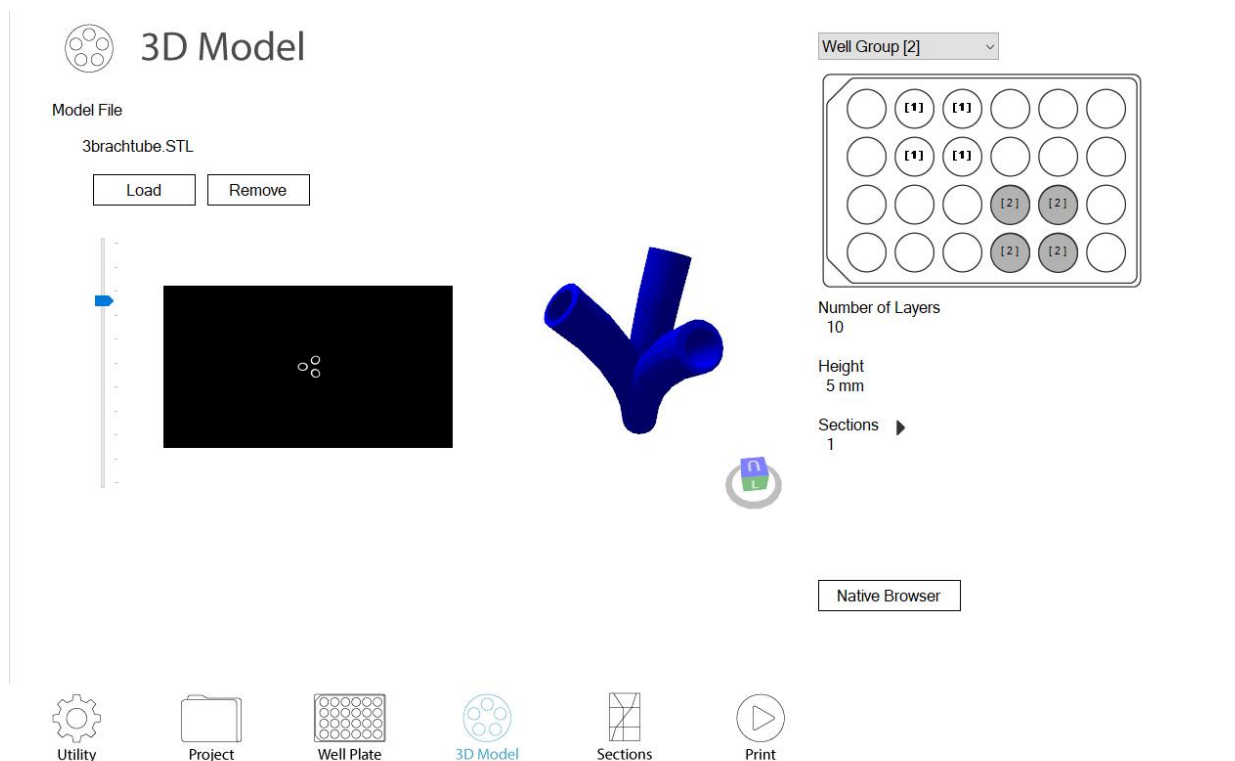 3D Model
Model File
3brachtube.STL
Load
Remove
Well Group [2]
[1] [1]
[1] [1]
[2] [2]
[2] [2]
Number of Layers
10
Height
5 mm
Sections
1
U
L
Native Browser
Utility
Project
Well Plate
3D Model
Sections
Print